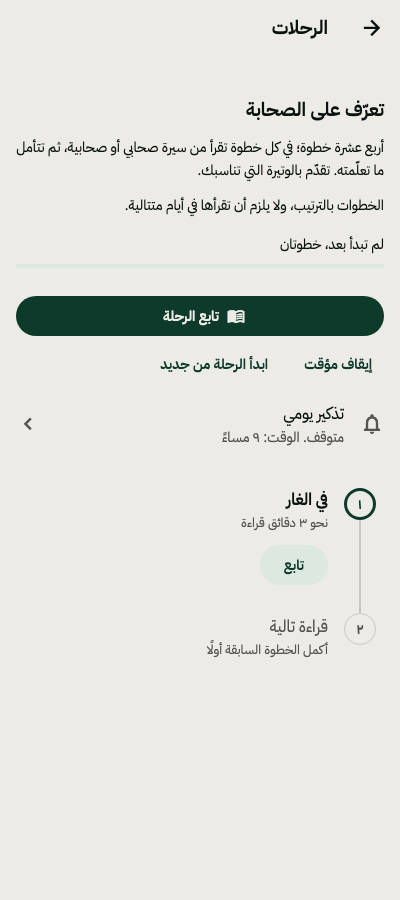 الرحلات
تعرّف على الصحابة
أربع عشرة خطوة؛ في كل خطوة تقرأ من سيرة صحابي أو صحابية، ثم تتأمل
ما تعلّمته. تقدّم بالوتيرة التي تناسبك.
الخطوات بالترتيب، ولا يلزم أن تقرأها في أيام متتالية.
لم تبدأ بعد، خطوتان
تابع الرحلة
إيقاف مؤقت
ابدأ الرحلة من جديد
تذكير يومي
متوقف. الوقت: ٩ مساءً
١
في الغار
نحو ٣ دقائق قراءة
تابع
٢
قراءة تالية
أكمل الخطوة السابقة أولًا